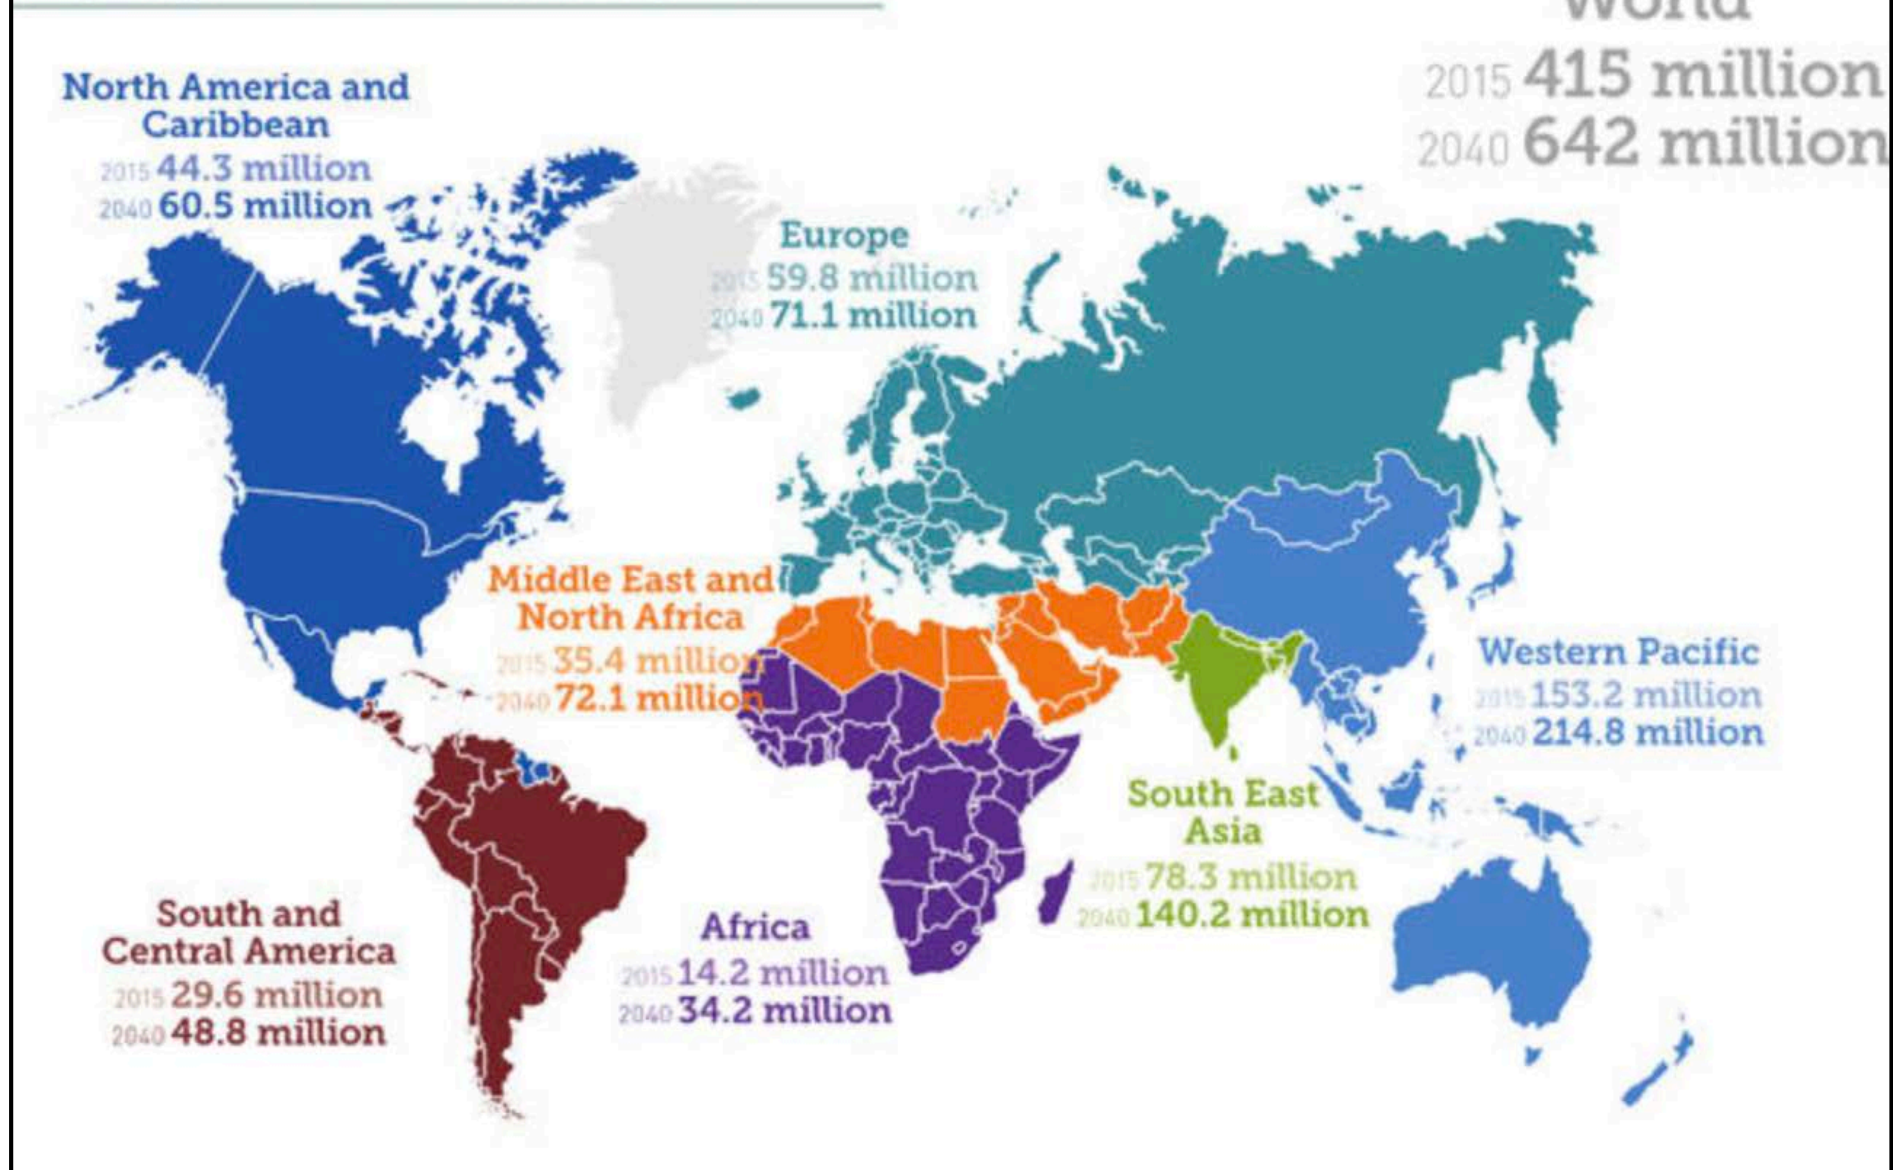 World
2015 415 million
2040 642 million
North America and
Caribbean
2015 44.3 million
2040 60.5 million
Europe
2015 59.8 million
2040 71.1 million
Middle East and
North Africa
2015 35.4 million
2040 72.1 million
Western Pacific
2015 153.2 million
2040 214.8 million
South East
Asia
2015 78.3 million
2040 140.2 million
South and
Central America
2015 29.6 million
2040 48.8 million
Africa
2015 14.2 million
2040 34.2 million